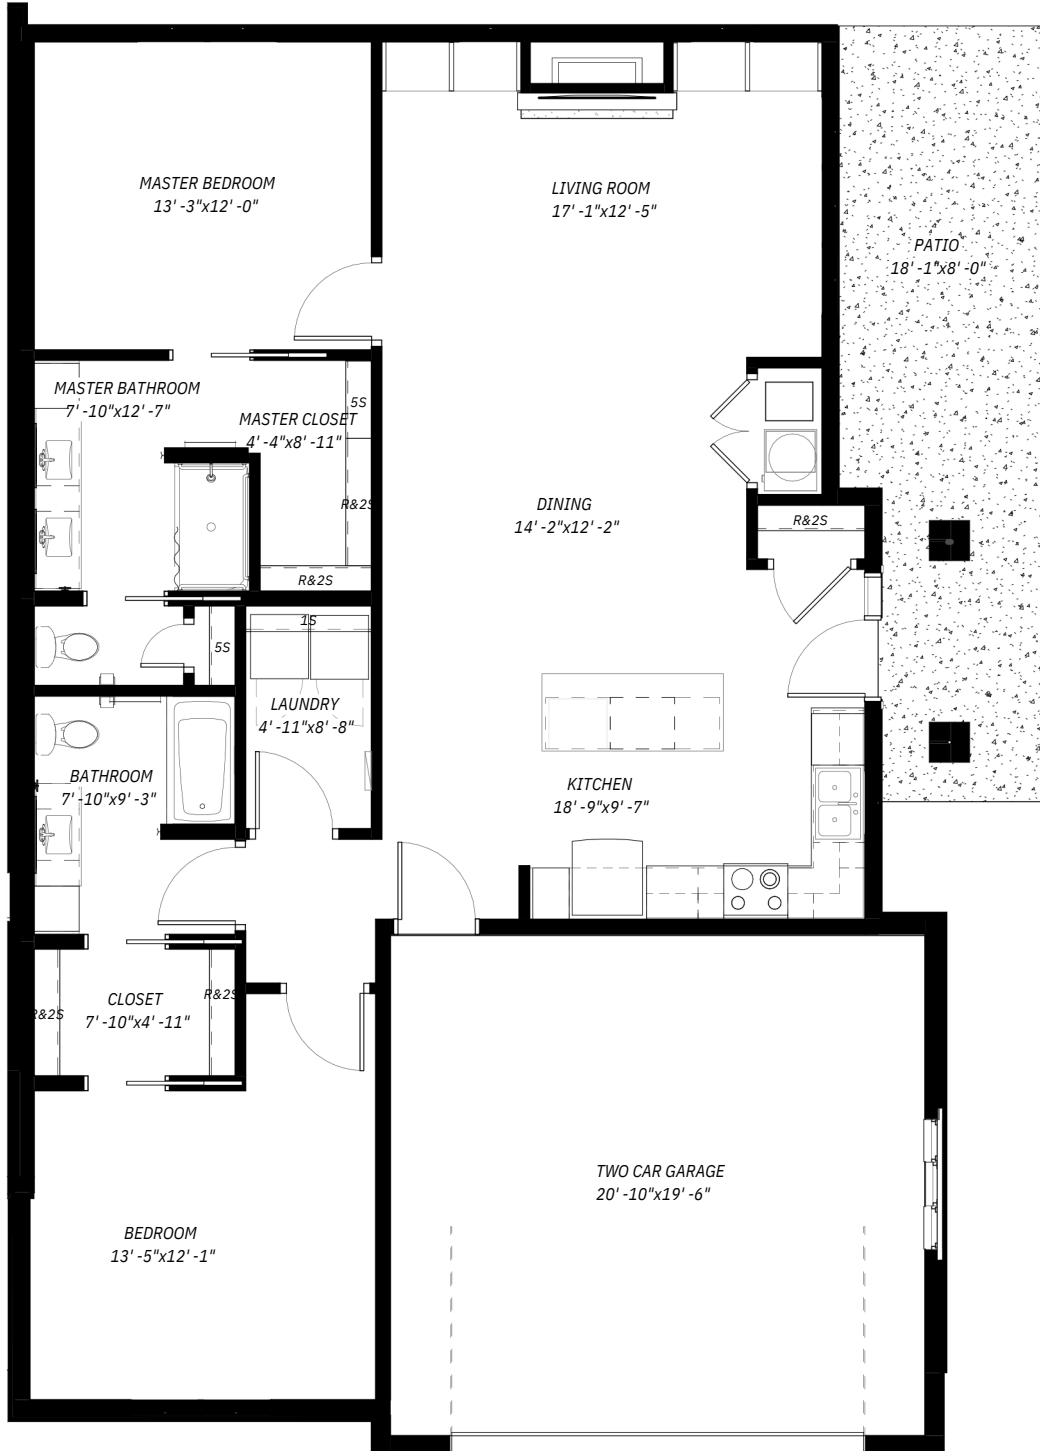 MASTER BEDROOM
13' -3"x12' -0"
LIVING ROOM
17' -1"x12' -5"
PATIO
18' -1"x8' -0"
MASTER BATHROOM
7' -10"x12' -7"
5S
MASTER CLOSET
4' -4"x8' -11"
R&2S
DINING
14' -2"x12' -2"
R&2S
R&2S
1S
5S
LAUNDRY
4' -11"x8' -8"
BATHROOM
7' -10"x9' -3"
KITCHEN
18' -9"x9' -7"
R&2S
R&2S
CLOSET
7' -10"x4' -11"
TWO CAR GARAGE
20' -10"x19' -6"
BEDROOM
13' -5"x12' -1"